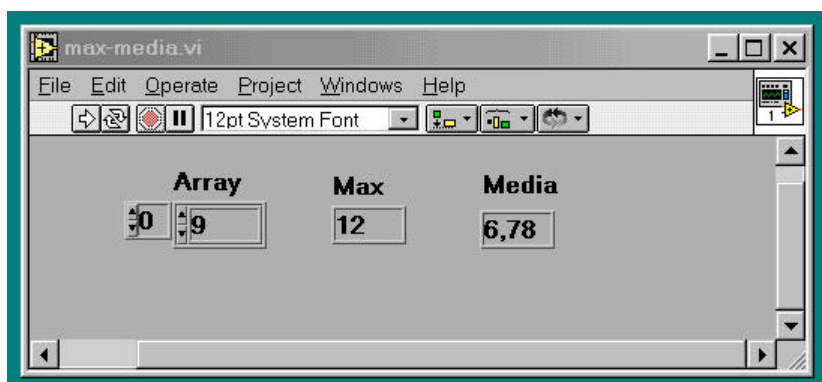 max-media.vi
File Edit Operate Project Windows Help
12pt System Font
1
Array Max Media
0 9 12 6,78